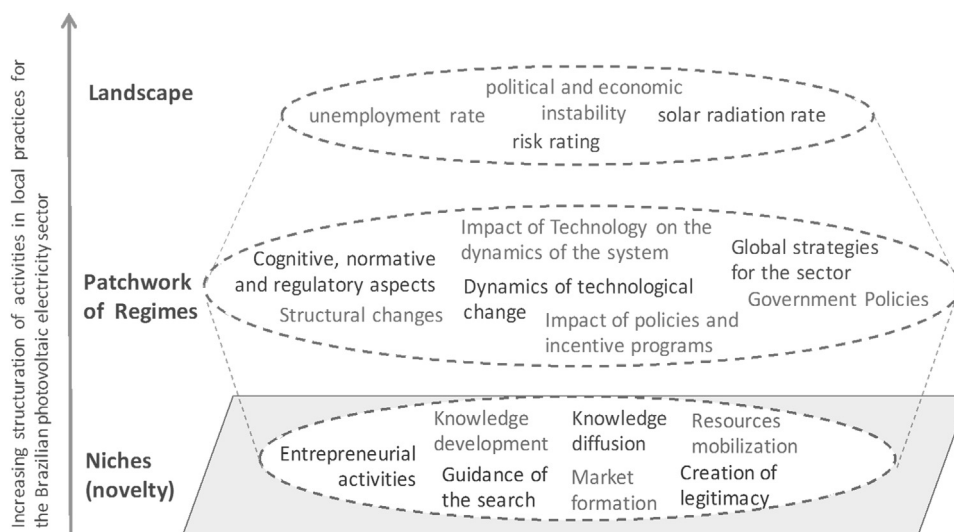 Increasing structuration of activities in local practices for
the Brazilian photovoltaic electricity sector
Landscape
political and economic
instability
unemployment rate
solar radiation rate
risk rating
Patchwork
of Regimes
Impact of Technology on the
dynamics of the system
Cognitive, normative
and regulatory aspects
Global strategies
for the sector
Dynamics of technological
change
Government Policies
Structural changes
Impact of policies and
incentive programs
Niches
(novelty)
Knowledge
development
Knowledge
diffusion
Resources
mobilization
Entrepreneurial
activities
Guidance of
the search
Market
formation
Creation of
legitimacy